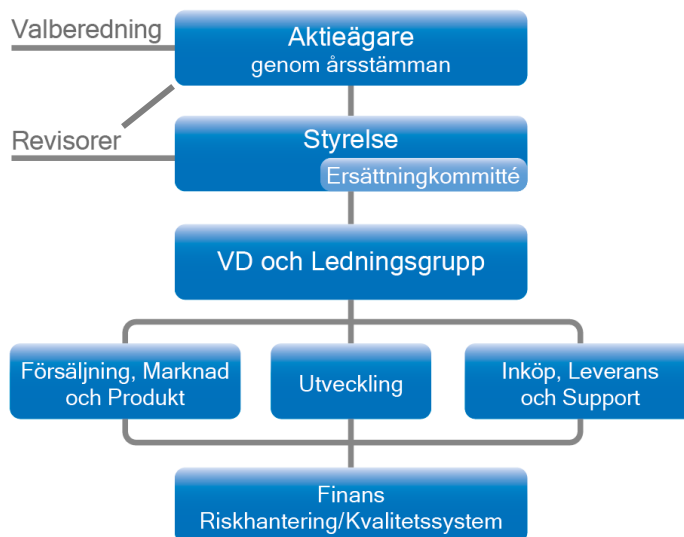 Valberedning
Aktieägare
genom årsstämman
Revisorer
Styrelse
Ersättningkommitté
VD och Ledningsgrupp
Försäljning, Marknad
och Produkt
Utveckling
Inköp, Leverans
och Support
Finans
Riskhantering/Kvalitetssystem